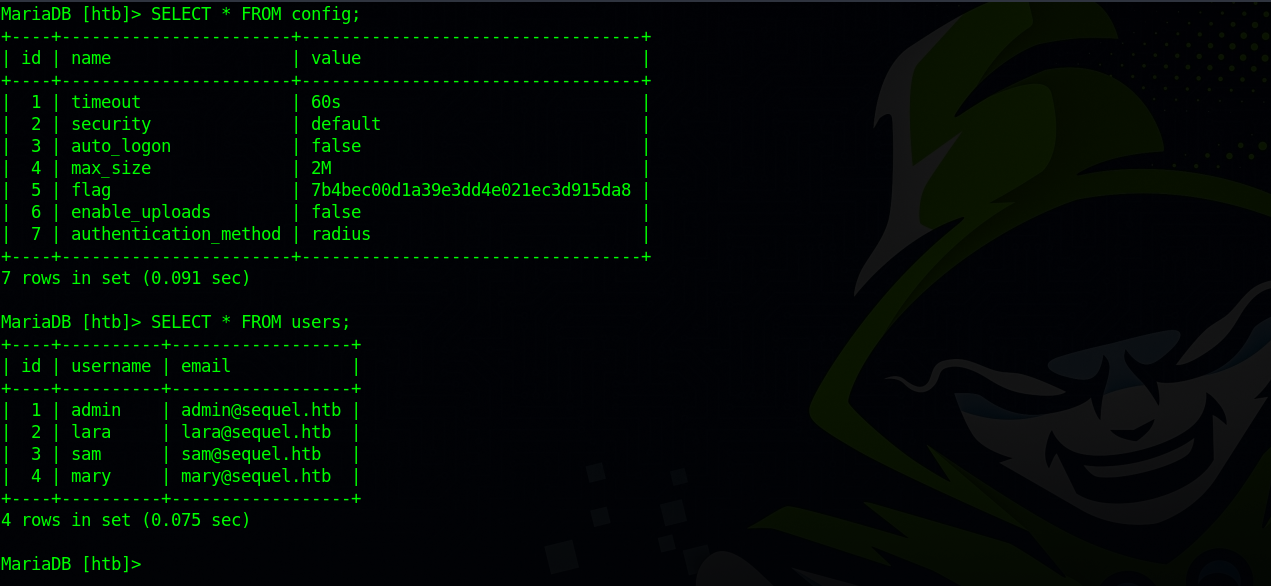 MariaDB [htb]> SELECT * FROM config;
+----+-----------------------+----------------------------------+
| id | name                  | value                            |
+----+-----------------------+----------------------------------+
|  1 | timeout               | 60s                              |
|  2 | security              | default                          |
|  3 | auto_logon            | false                            |
|  4 | max_size              | 2M                               |
|  5 | flag                  | 7b4bec00d1a39e3dd4e021ec3d915da8 |
|  6 | enable_uploads        | false                            |
|  7 | authentication_method | radius                           |
+----+-----------------------+----------------------------------+
7 rows in set (0.091 sec)

MariaDB [htb]> SELECT * FROM users;
+----+----------+------------------+
| id | username | email            |
+----+----------+------------------+
|  1 | admin    | admin@sequel.htb |
|  2 | lara     | lara@sequel.htb  |
|  3 | sam      | sam@sequel.htb   |
|  4 | mary     | mary@sequel.htb  |
+----+----------+------------------+
4 rows in set (0.075 sec)

MariaDB [htb]>